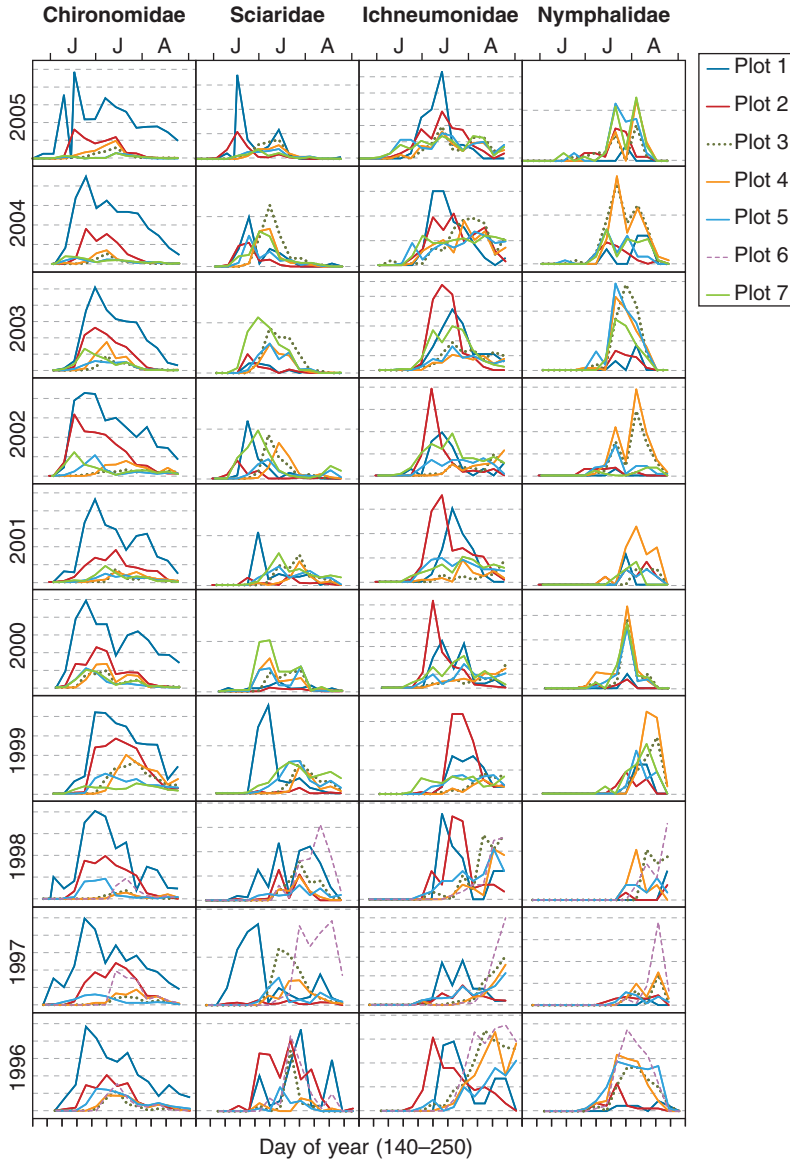 Chironomidae Sciaridae Ichneumonidae Nymphalidae
J J A J J A J J A J J A
2005
2004
2003
2002
2001
2000
1999
1998
1997
1996
Day of year (140–250)
Plot 1
Plot 2
Plot 3
Plot 4
Plot 5
Plot 6
Plot 7